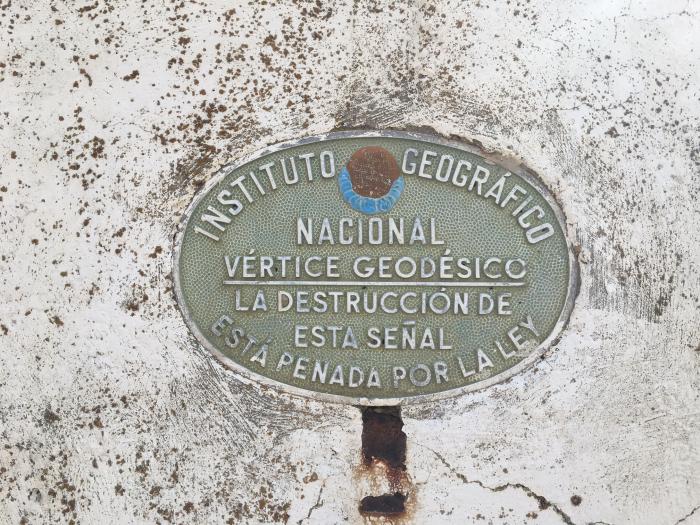 INSTITUTO GEOGRÁFICO
NACIONAL
VÉRTICE GEODÉSICO
LA DESTRUCCIÓN DE
ESTA SEÑAL
ESTÁ PENADA POR LA LEY